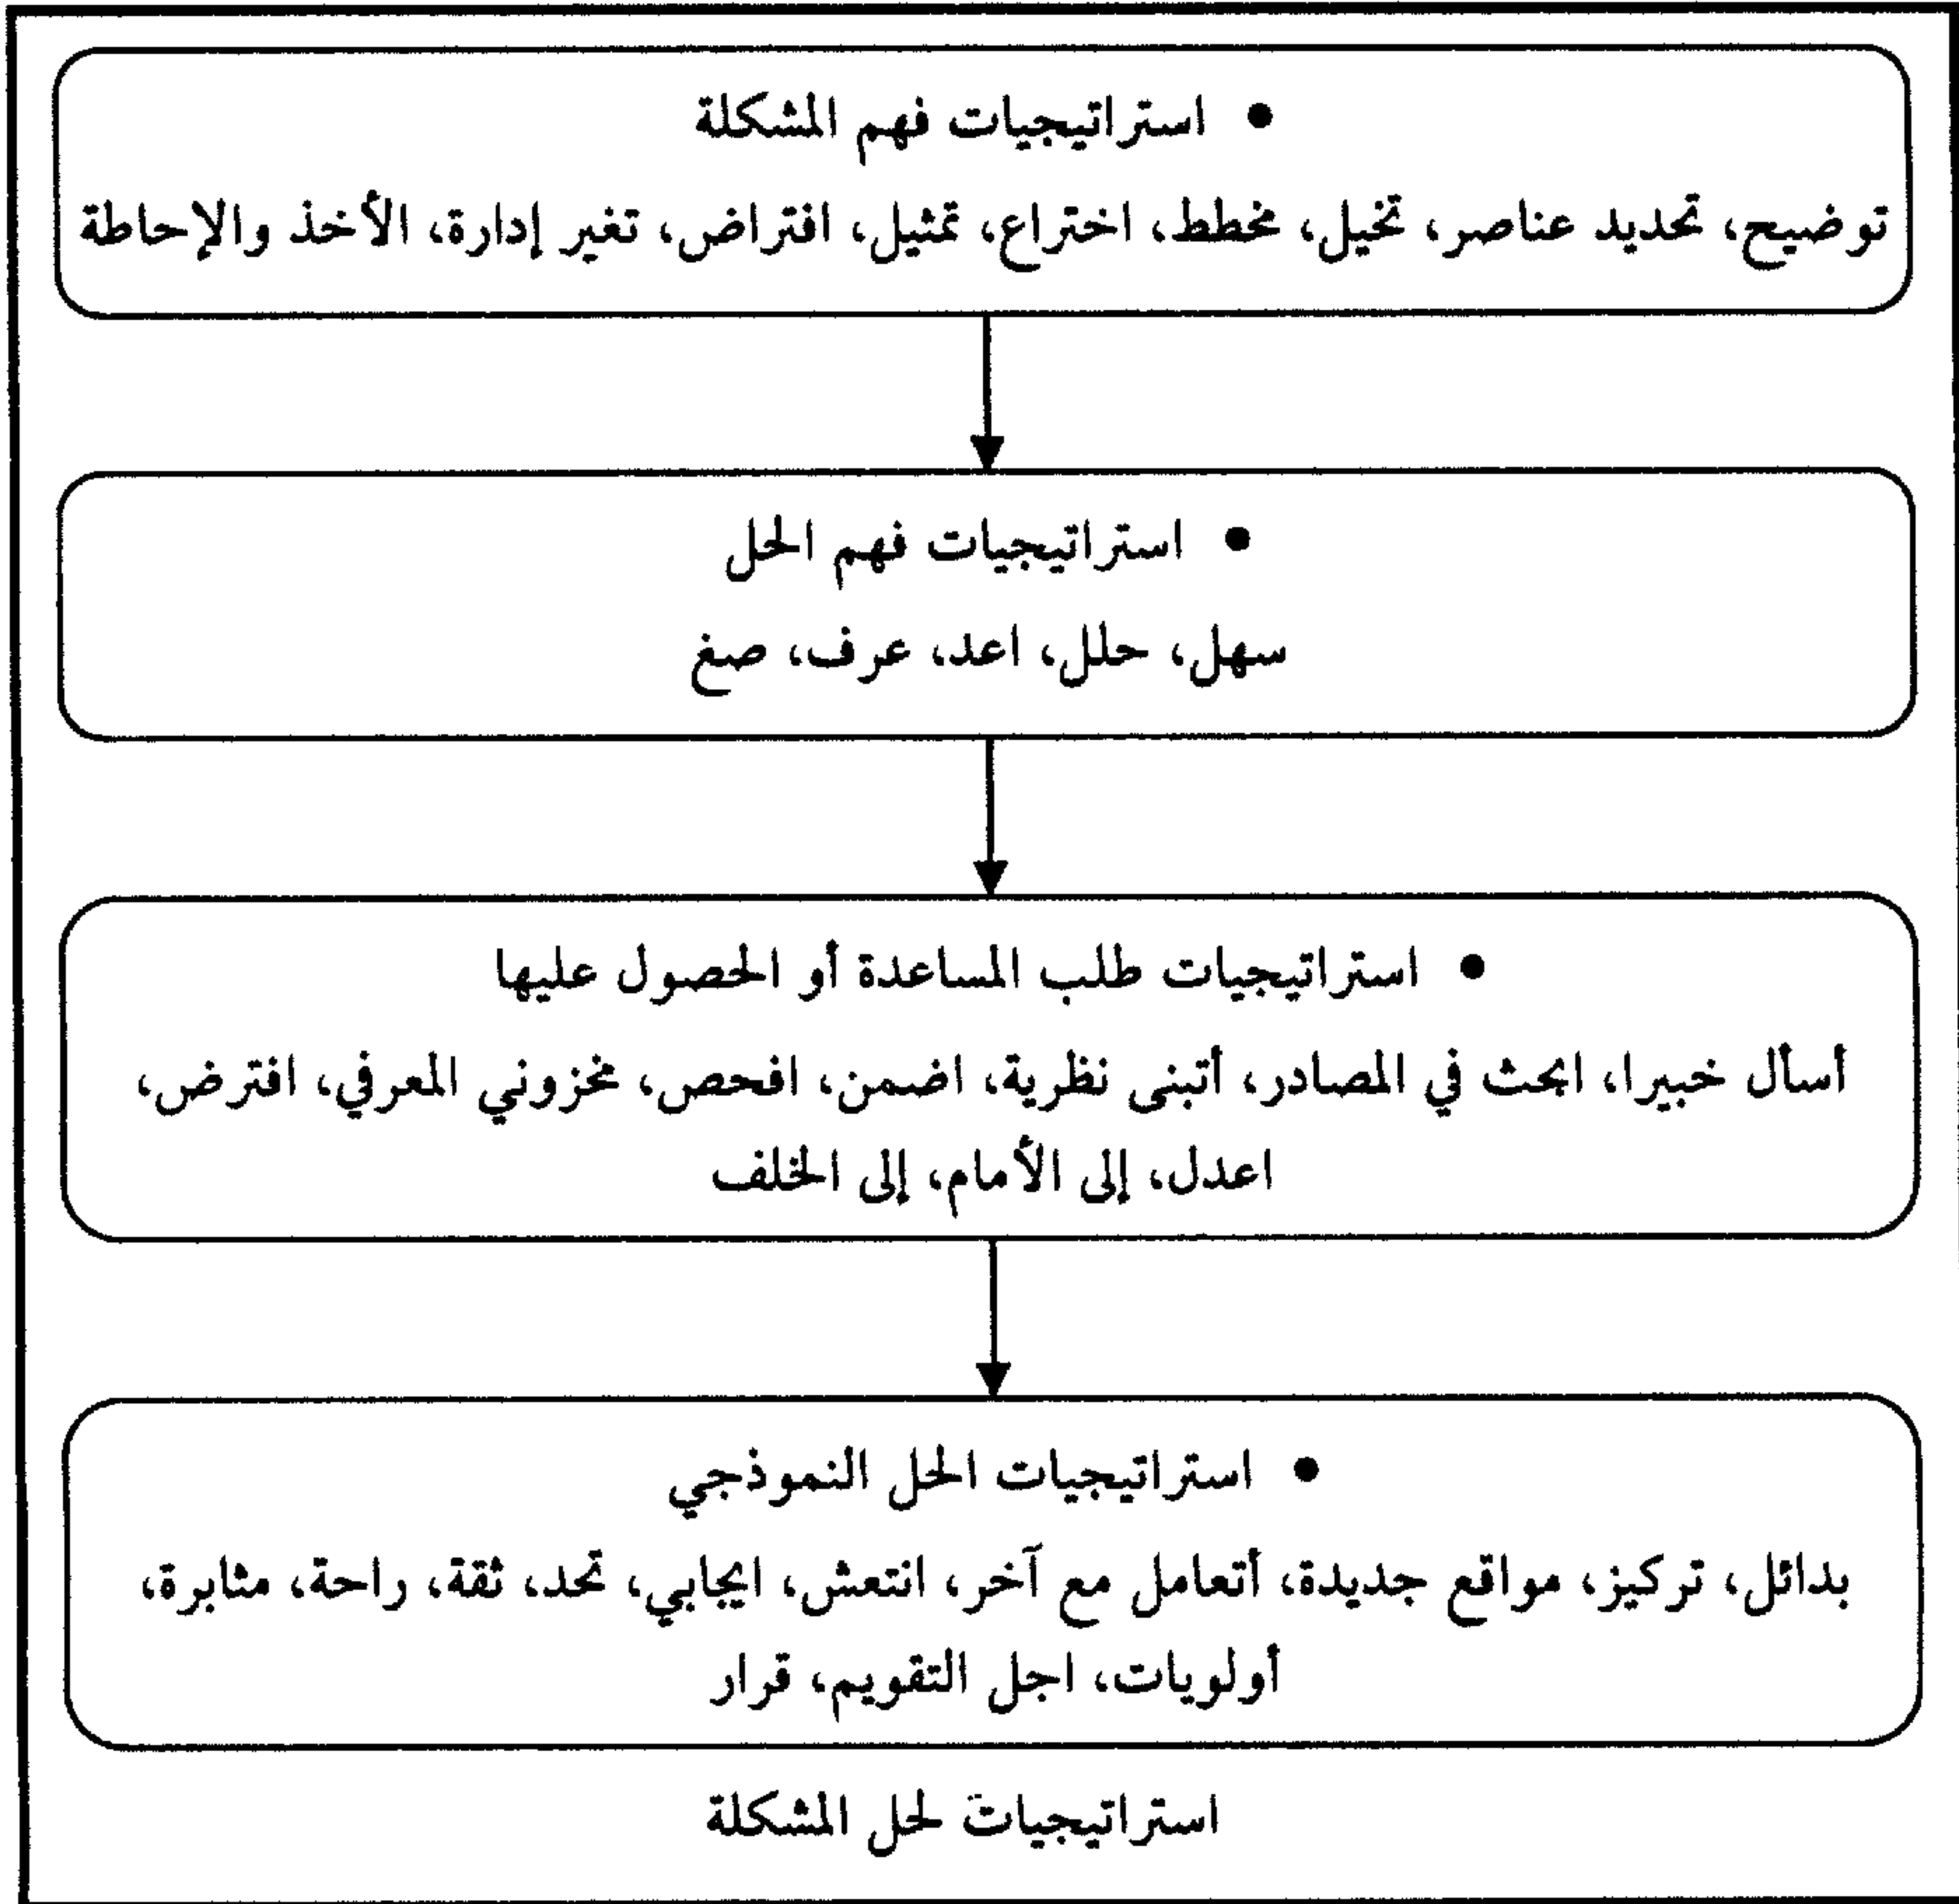 • استراتيجيات فهم المشكلة
توضيح، تحديد عناصر، تخيل، مخطط، اختراع، تمثيل، افتراض، تغير إدارة، الأخذ والإحاطة
• استراتيجيات فهم الحل
سهل، حلل، اعد، عرف، صغ
• استراتيجيات طلب المساعدة أو الحصول عليها
أسأل خبيرا، ابحث في المصادر، أتبنى نظرية، اضمن، افحص، مخزوني المعرفي، افترض،
اعدل، إلى الأمام، إلى الخلف
• استراتيجيات الحل النموذجي
بدائل، تركيز، مواقع جديدة، أتعامل مع آخر، انتعش، ايجابي، تحد، ثقة، راحة، مثابرة،
أولويات، اجل التقويم، قرار
استراتيجيات لحل المشكلة